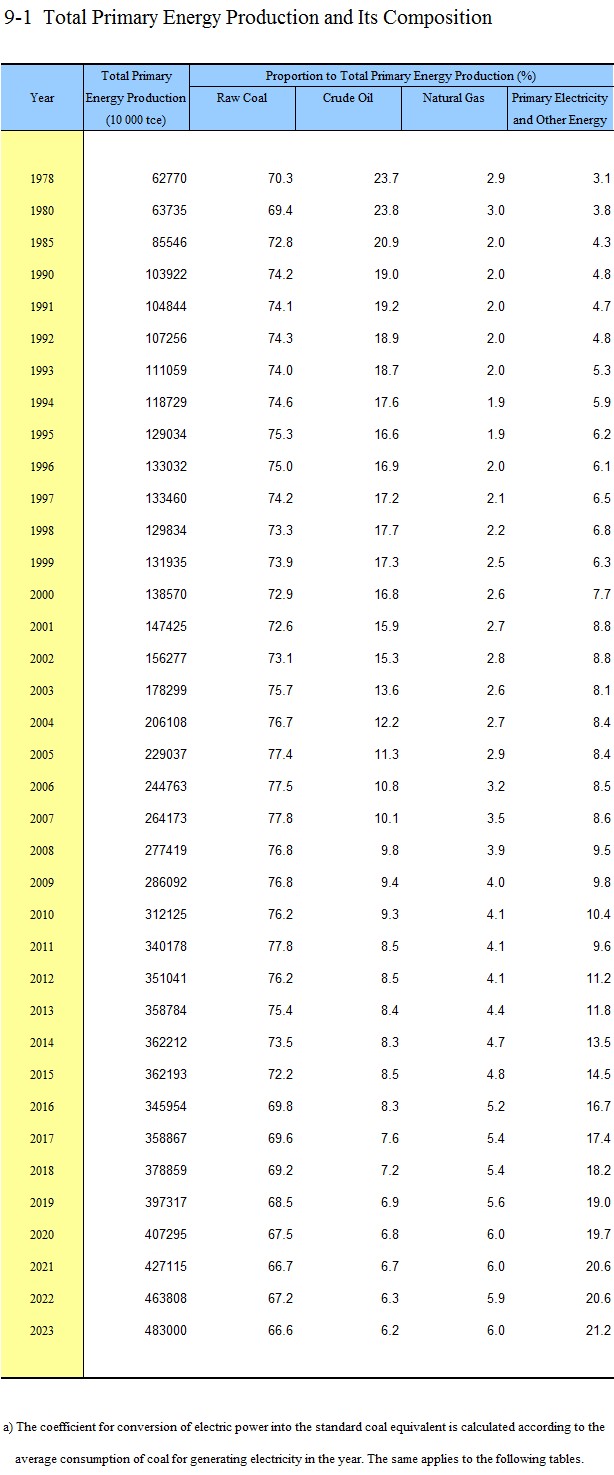 9-1 Total Primary Energy Production and Its Composition
Total Primary Proportion to Total Primary Energy Production (%)
Year Energy Production Raw Coal Crude Oil Natural Gas Primary Electricity
(10 000 tce) and Other Energy
1978 62770 70.3 23.7 2.9 3.1
1980 63735 69.4 23.8 3.0 3.8
1985 85546 72.8 20.9 2.0 4.3
1990 103922 74.2 19.0 2.0 4.8
1991 104844 74.1 19.2 2.0 4.7
1992 107256 74.3 18.9 2.0 4.8
1993 111059 74.0 18.7 2.0 5.3
1994 118729 74.6 17.6 1.9 5.9
1995 129034 75.3 16.6 1.9 6.2
1996 133032 75.0 16.9 2.0 6.1
1997 133460 74.2 17.2 2.1 6.5
1998 129834 73.3 17.7 2.2 6.8
1999 131935 73.9 17.3 2.5 6.3
2000 138570 72.9 16.8 2.6 7.7
2001 147425 72.6 15.9 2.7 8.8
2002 156277 73.1 15.3 2.8 8.8
2003 178299 75.7 13.6 2.6 8.1
2004 206108 76.7 12.2 2.7 8.4
2005 229037 77.4 11.3 2.9 8.4
2006 244763 77.5 10.8 3.2 8.5
2007 264173 77.8 10.1 3.5 8.6
2008 277419 76.8 9.8 3.9 9.5
2009 286092 76.8 9.4 4.0 9.8
2010 312125 76.2 9.3 4.1 10.4
2011 340178 77.8 8.5 4.1 9.6
2012 351041 76.2 8.5 4.1 11.2
2013 358784 75.4 8.4 4.4 11.8
2014 362212 73.5 8.3 4.7 13.5
2015 362193 72.2 8.5 4.8 14.5
2016 345954 69.8 8.3 5.2 16.7
2017 358867 69.6 7.6 5.4 17.4
2018 378859 69.2 7.2 5.4 18.2
2019 397317 68.5 6.9 5.6 19.0
2020 407295 67.5 6.8 6.0 19.7
2021 427115 66.7 6.7 6.0 20.6
2022 463808 67.2 6.3 5.9 20.6
2023 483000 66.6 6.2 6.0 21.2
a) The coefficient for conversion of electric power into the standard coal equivalent is calculated according to the
average consumption of coal for generating electricity in the year. The same applies to the following tables.